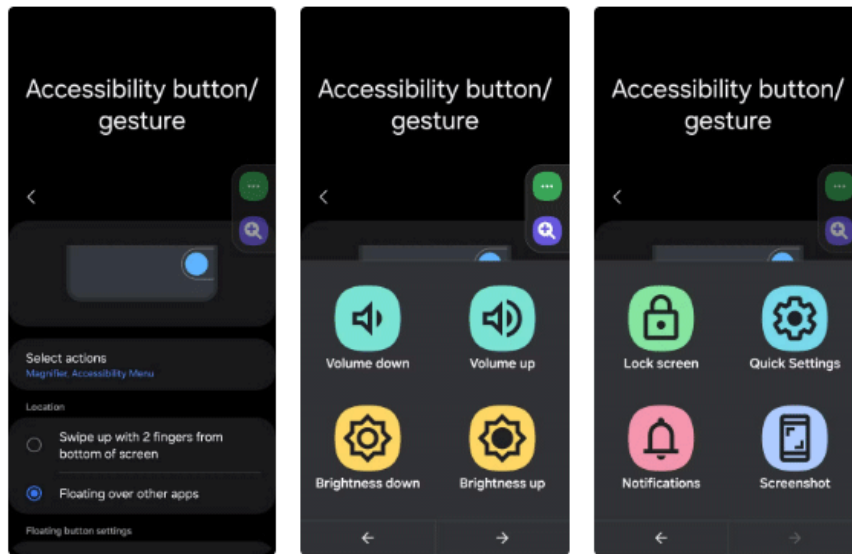 Accessibility button/
gesture
Select actions
Magnifier, Accessibility Menu
Location
Swipe up with 2 fingers from
bottom of screen
Floating over other apps
Floating button settings
Accessibility button/
gesture
Volume down
Volume up
Brightness down
Brightness up
Accessibility button/
gesture
Lock screen
Quick Settings
Notifications
Screenshot